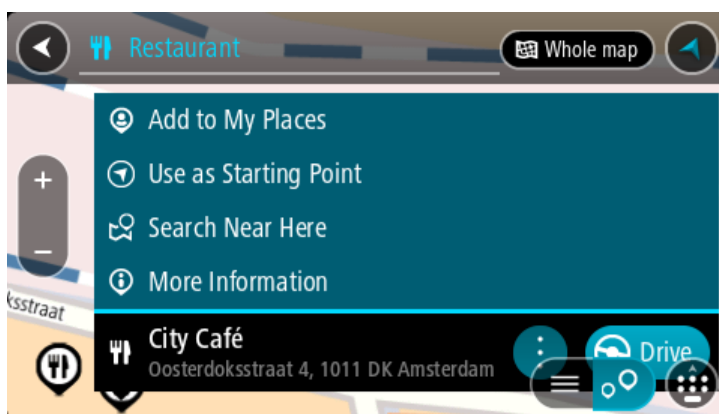 Restaurant
Whole map
Add to My Places
Use as Starting Point
Search Near Here
More Information
ksstraat
City Café
Drive
Oosterdoksstraat 4, 1011 DK Amsterdam